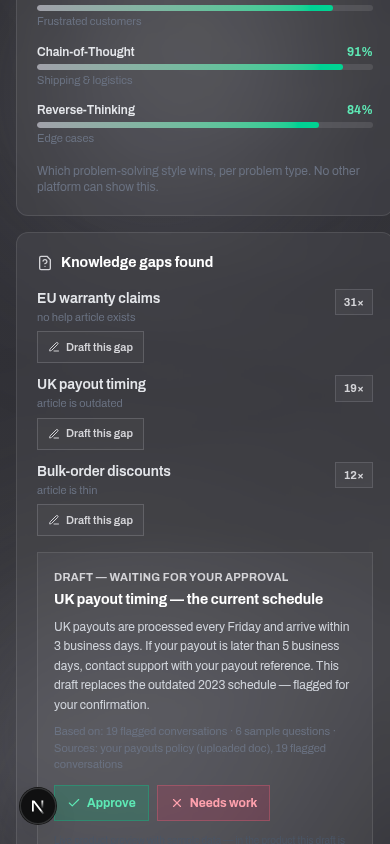 Frustrated customers
Chain-of-Thought 91%
Shipping & logistics
Reverse-Thinking 84%
Edge cases
Which problem-solving style wins, per problem type. No other
platform can show this.
Knowledge gaps found
EU warranty claims 31×
no help article exists
Draft this gap
UK payout timing 19×
article is outdated
Draft this gap
Bulk-order discounts 12×
article is thin
Draft this gap
DRAFT — WAITING FOR YOUR APPROVAL
UK payout timing — the current schedule
UK payouts are processed every Friday and arrive within
3 business days. If your payout is later than 5 business
days, contact support with your payout reference. This
draft replaces the outdated 2023 schedule — flagged for
your confirmation.
Based on: 19 flagged conversations · 6 sample questions ·
Sources: your payouts policy (uploaded doc), 19 flagged
conversations
N Approve Needs work